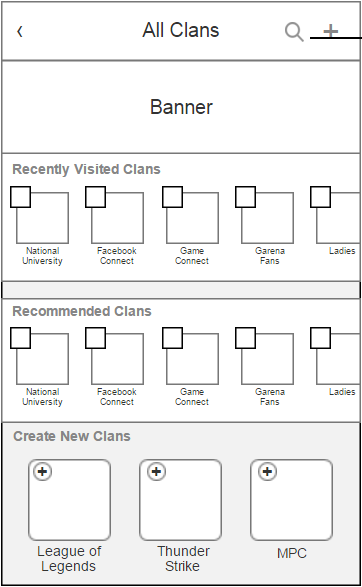 All Clans
Banner
Recently Visited Clans
National University
Facebook Connect
Game Connect
Garena Fans
Ladies
Recommended Clans
National University
Facebook Connect
Game Connect
Garena Fans
Ladies
Create New Clans
League of Legends
Thunder Strike
MPC